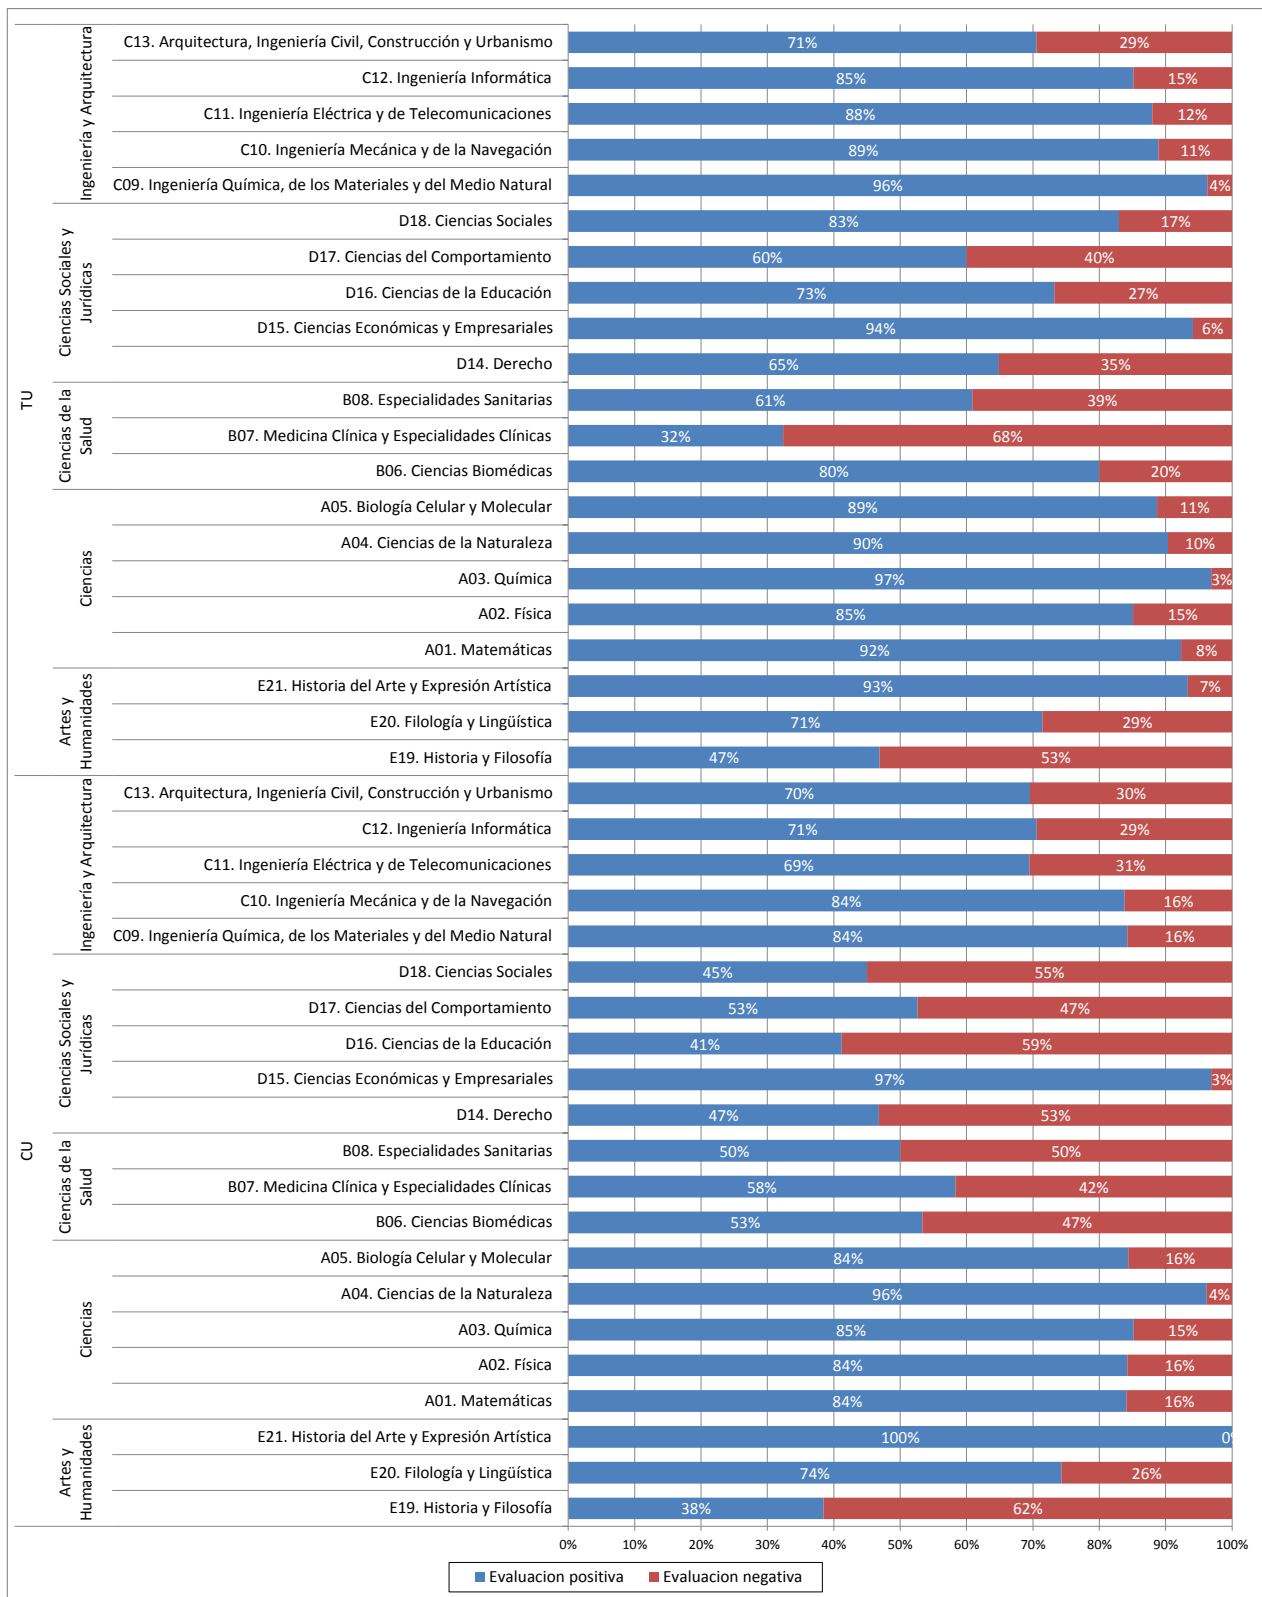 TU
Ingeniería y Arquitectura
C13. Arquitectura, Ingeniería Civil, Construcción y Urbanismo 71% 29%
C12. Ingeniería Informática 85% 15%
C11. Ingeniería Eléctrica y de Telecomunicaciones 88% 12%
C10. Ingeniería Mecánica y de la Navegación 89% 11%
C09. Ingeniería Química, de los Materiales y del Medio Natural 96% 4%
Ciencias Sociales y
Jurídicas
D18. Ciencias Sociales 83% 17%
D17. Ciencias del Comportamiento 60% 40%
D16. Ciencias de la Educación 73% 27%
D15. Ciencias Económicas y Empresariales 94% 6%
D14. Derecho 65% 35%
Ciencias de la
Salud
B08. Especialidades Sanitarias 61% 39%
B07. Medicina Clínica y Especialidades Clínicas 32% 68%
B06. Ciencias Biomédicas 80% 20%
Ciencias
A05. Biología Celular y Molecular 89% 11%
A04. Ciencias de la Naturaleza 90% 10%
A03. Química 97% 3%
A02. Física 85% 15%
A01. Matemáticas 92% 8%
Artes y
Humanidades
E21. Historia del Arte y Expresión Artística 93% 7%
E20. Filología y Lingüística 71% 29%
E19. Historia y Filosofía 47% 53%
CU
Ingeniería y Arquitectura
C13. Arquitectura, Ingeniería Civil, Construcción y Urbanismo 70% 30%
C12. Ingeniería Informática 71% 29%
C11. Ingeniería Eléctrica y de Telecomunicaciones 69% 31%
C10. Ingeniería Mecánica y de la Navegación 84% 16%
C09. Ingeniería Química, de los Materiales y del Medio Natural 84% 16%
Ciencias Sociales y
Jurídicas
D18. Ciencias Sociales 45% 55%
D17. Ciencias del Comportamiento 53% 47%
D16. Ciencias de la Educación 41% 59%
D15. Ciencias Económicas y Empresariales 97% 3%
D14. Derecho 47% 53%
Ciencias de la
Salud
B08. Especialidades Sanitarias 50% 50%
B07. Medicina Clínica y Especialidades Clínicas 58% 42%
B06. Ciencias Biomédicas 53% 47%
Ciencias
A05. Biología Celular y Molecular 84% 16%
A04. Ciencias de la Naturaleza 96% 4%
A03. Química 85% 15%
A02. Física 84% 16%
A01. Matemáticas 84% 16%
Artes y
Humanidades
E21. Historia del Arte y Expresión Artística 100% 0%
E20. Filología y Lingüística 74% 26%
E19. Historia y Filosofía 38% 62%
0% 10% 20% 30% 40% 50% 60% 70% 80% 90% 100%
Evaluacion positiva Evaluacion negativa